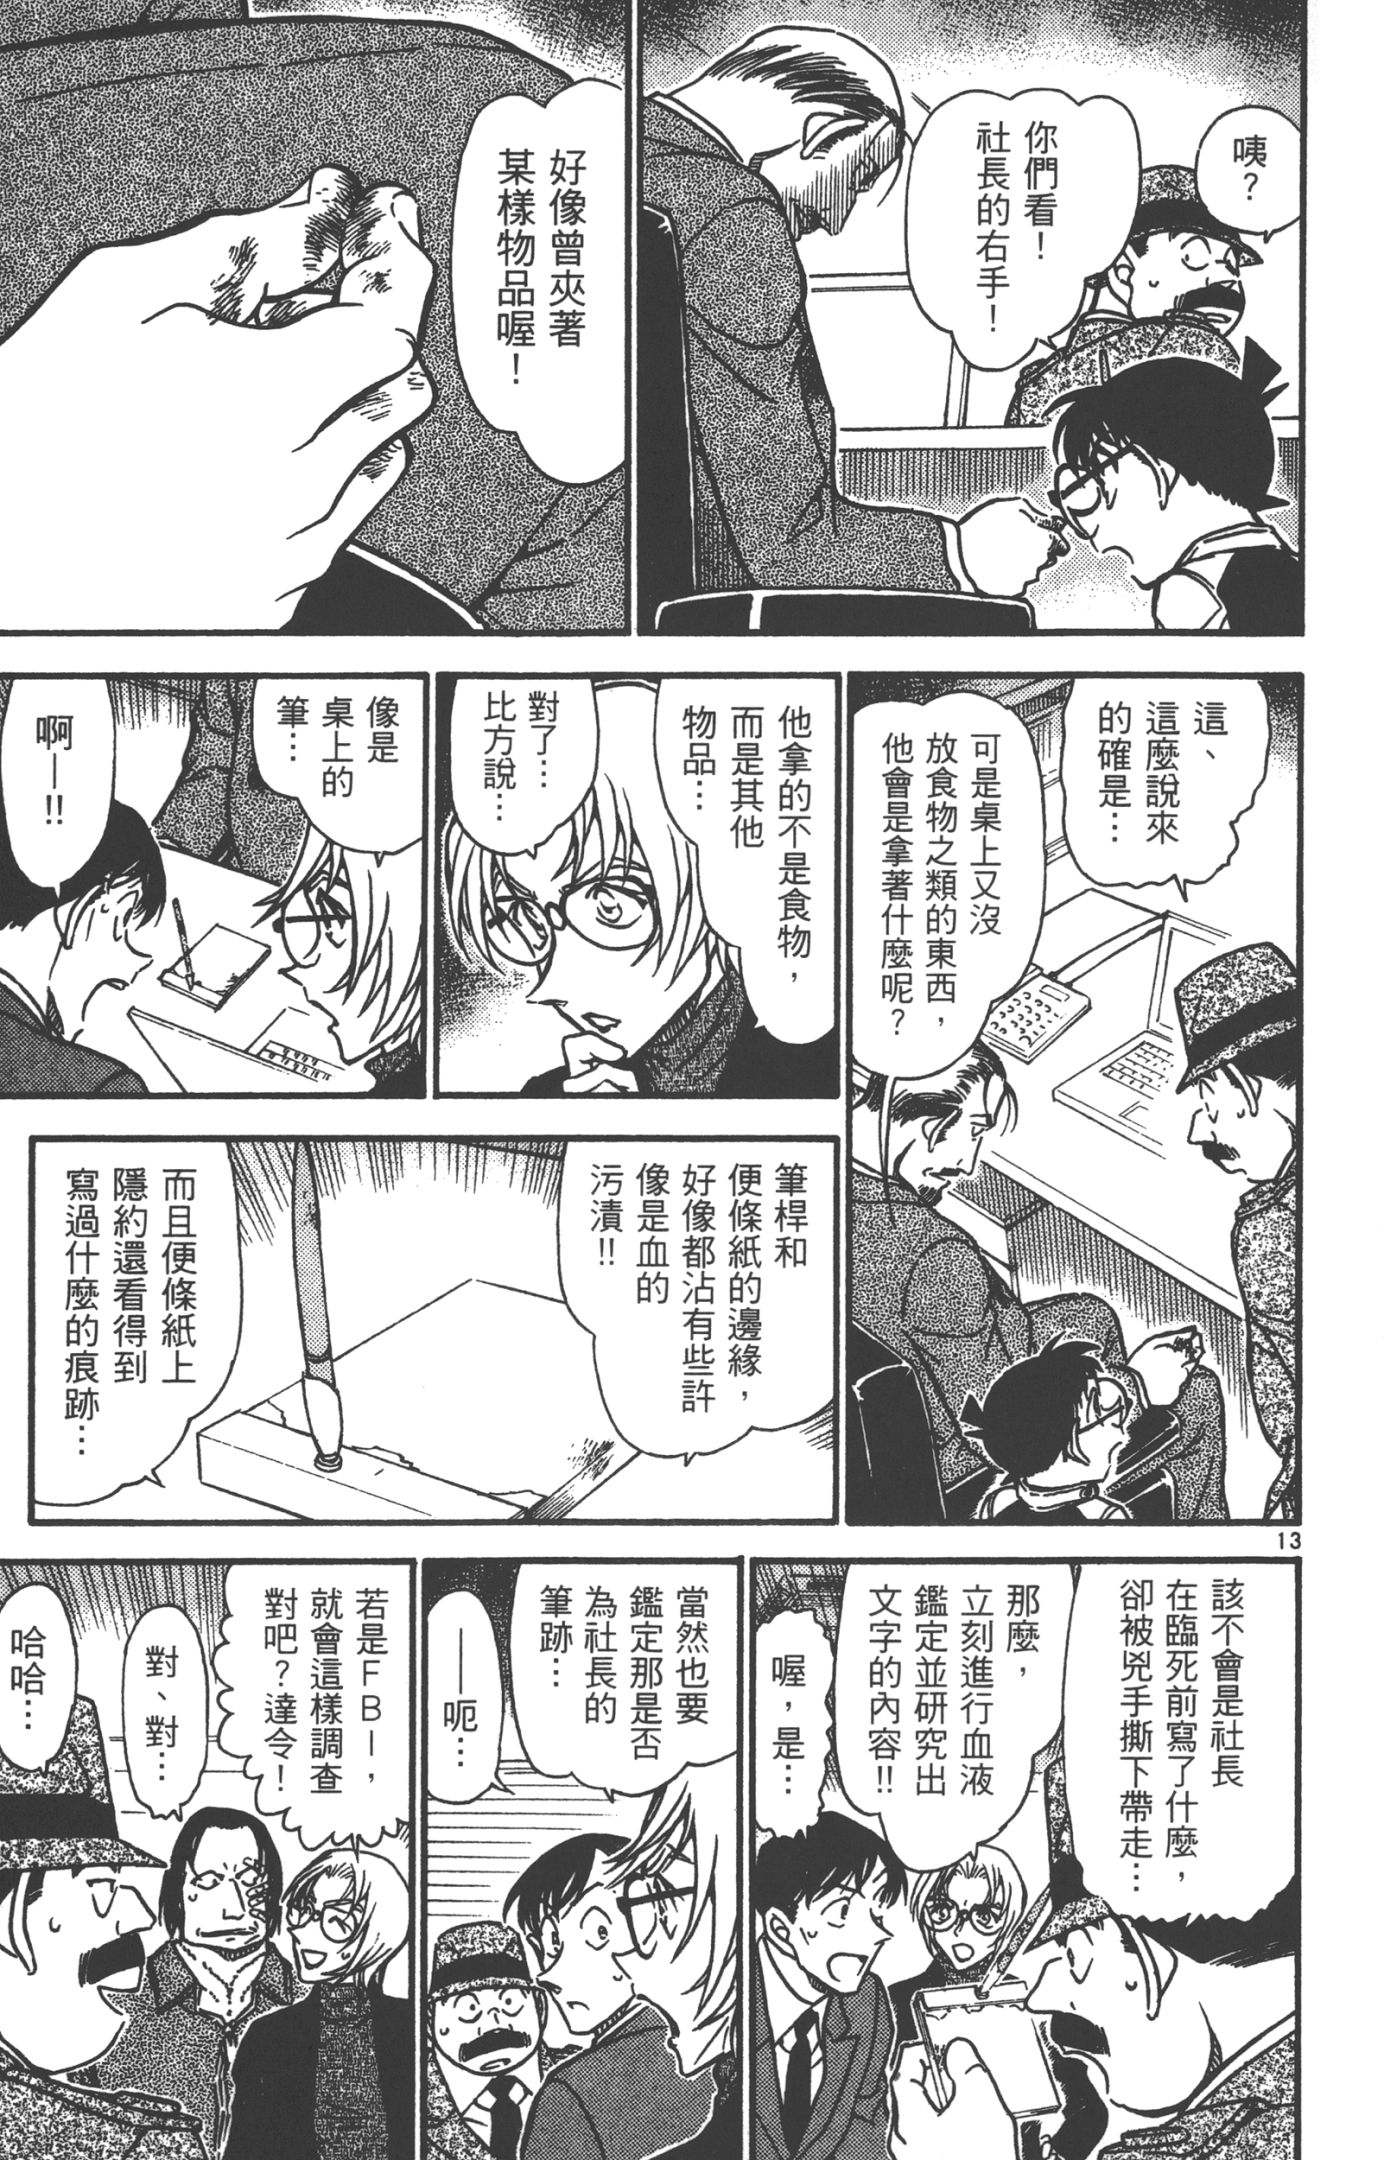 咦？
你們看！
社長的右手！
好像曾夾著
某樣物品喔！
這、
這麼說來
的確是…
可是桌上又沒
放食物之類的東西，
他會是拿著什麼呢？
他拿的不是食物，
而是其他
物品…
對了…
比方說…
像是
桌上的
筆…
啊—!!
筆桿和
便條紙的邊緣，
好像都沾有些許
像是血的
污漬!!
而且便條紙上
隱約還看得到
寫過什麼的痕跡…
13
該不會是社長
在臨死前寫了什麼，
卻被兇手撕下帶走…
那麼，
立刻進行血液
鑑定並研究出
文字的內容!!
喔，是…
當然也要
鑑定那是否
為社長的
筆跡…
—呃…
若是FBI，
就會這樣調查
對吧？達令！
對、對…
哈哈…